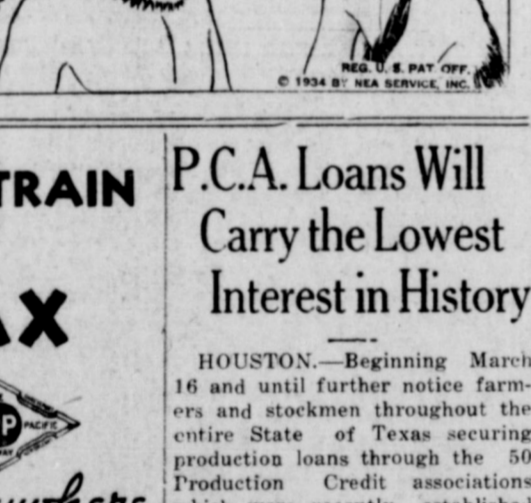 REG. U. S. PAT. OFF.
© 1934 BY NEA SERVICE, INC.
TRAIN
AX
P
PACIFIC
P.C.A. Loans Will
Carry the Lowest
Interest in History
HOUSTON.—Beginning March
16 and until further notice farm-
ers and stockmen throughout the
entire State of Texas securing
production loans through the 50
Production Credit association